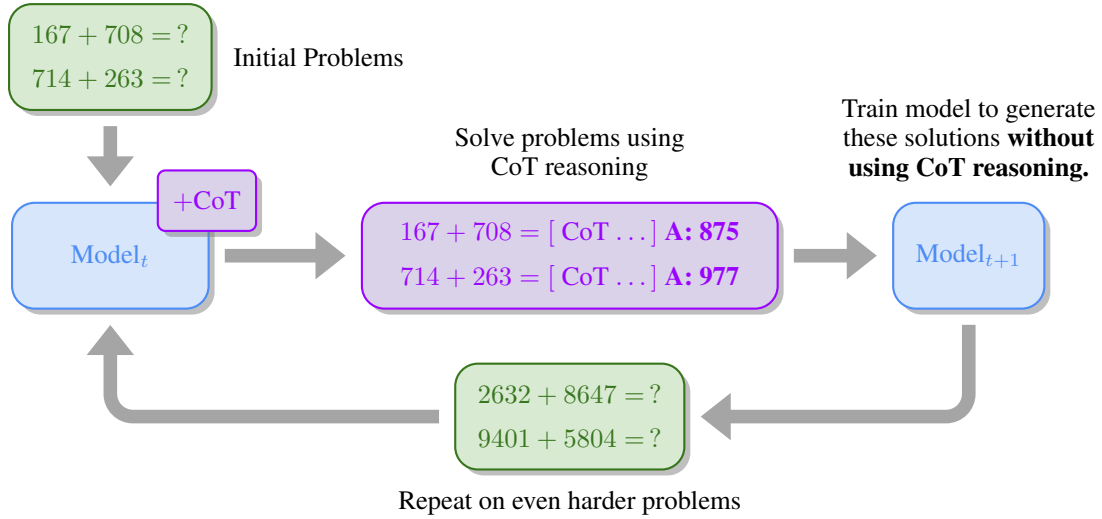 167 + 708 = ?
714 + 263 = ?
Initial Problems
Train model to generate
these solutions without
using CoT reasoning.
Solve problems using
CoT reasoning
+CoT
Model_t
167 + 708 = [ CoT … ] A: 875
714 + 263 = [ CoT … ] A: 977
Model_{t+1}
2632 + 8647 = ?
9401 + 5804 = ?
Repeat on even harder problems